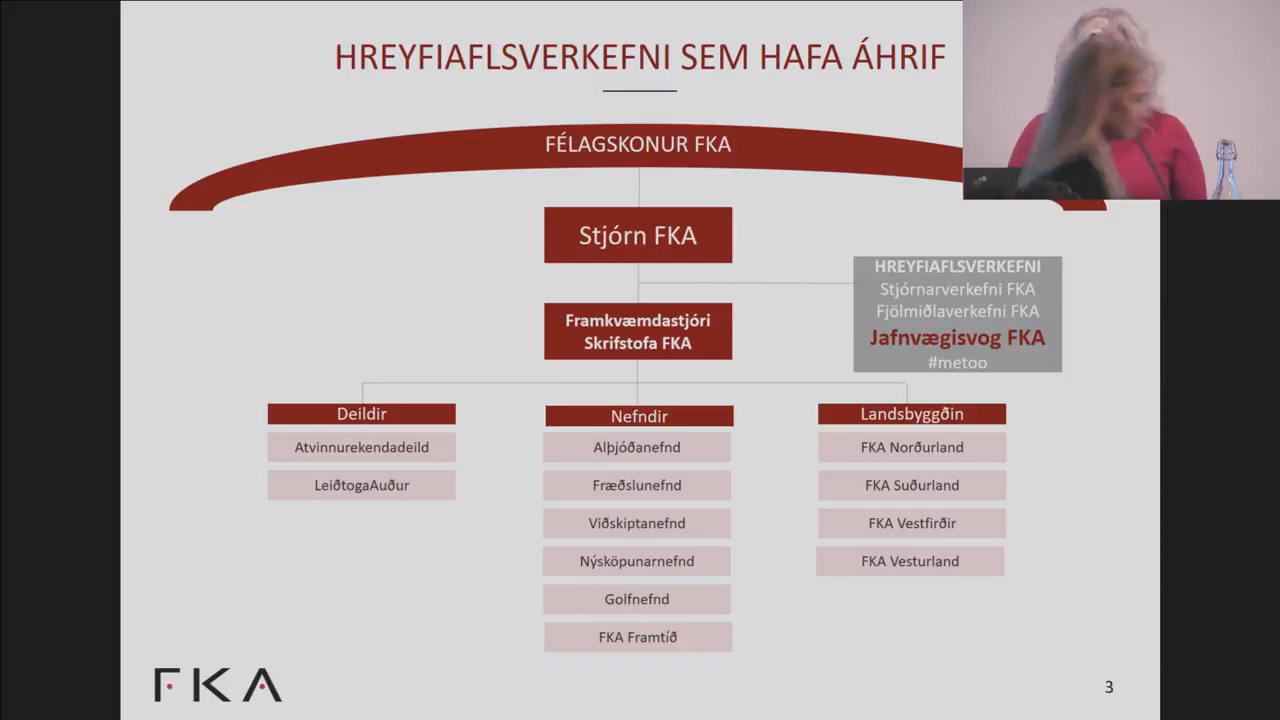 HREYFIAFLSVERKEFNI SEM HAFA ÁHRIF
FÉLAGSKONUR FKA
Stjórn FKA
HREYFIAFLSVERKEFNI
Stjórnarverkefni FKA
Fjölmiðlaverkefni FKA
Jafnvægisvog FKA
#metoo
Framkvæmdastjóri
Skrifstofa FKA
Deildir
Atvinnurekendadeild
LeiðtogaAuður
Nefndir
Alþjóðanefnd
Fræðslunefnd
Viðskiptanefnd
Nýsköpunarnefnd
Golfnefnd
FKA Framtíð
Landsbyggðin
FKA Norðurland
FKA Suðurland
FKA Vestfirðir
FKA Vesturland
FKA
3